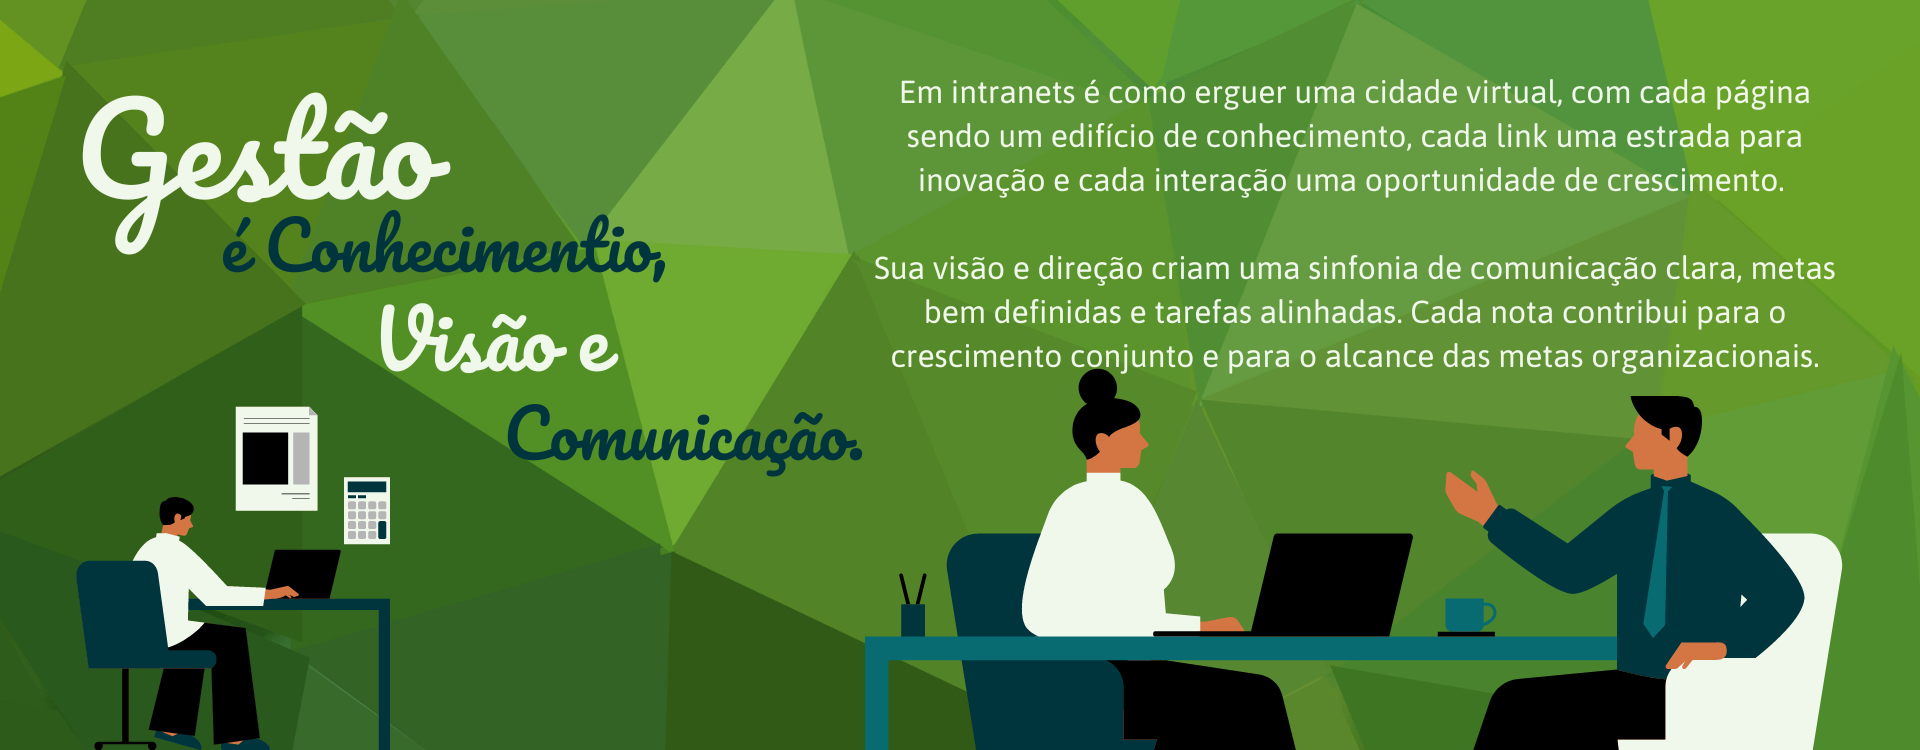 Gestão
é Conhecimentio,
Visão e
Comunicação.
Em intranets é como erguer uma cidade virtual, com cada página
sendo um edifício de conhecimento, cada link uma estrada para
inovação e cada interação uma oportunidade de crescimento.
Sua visão e direção criam uma sinfonia de comunicação clara, metas
bem definidas e tarefas alinhadas. Cada nota contribui para o
crescimento conjunto e para o alcance das metas organizacionais.